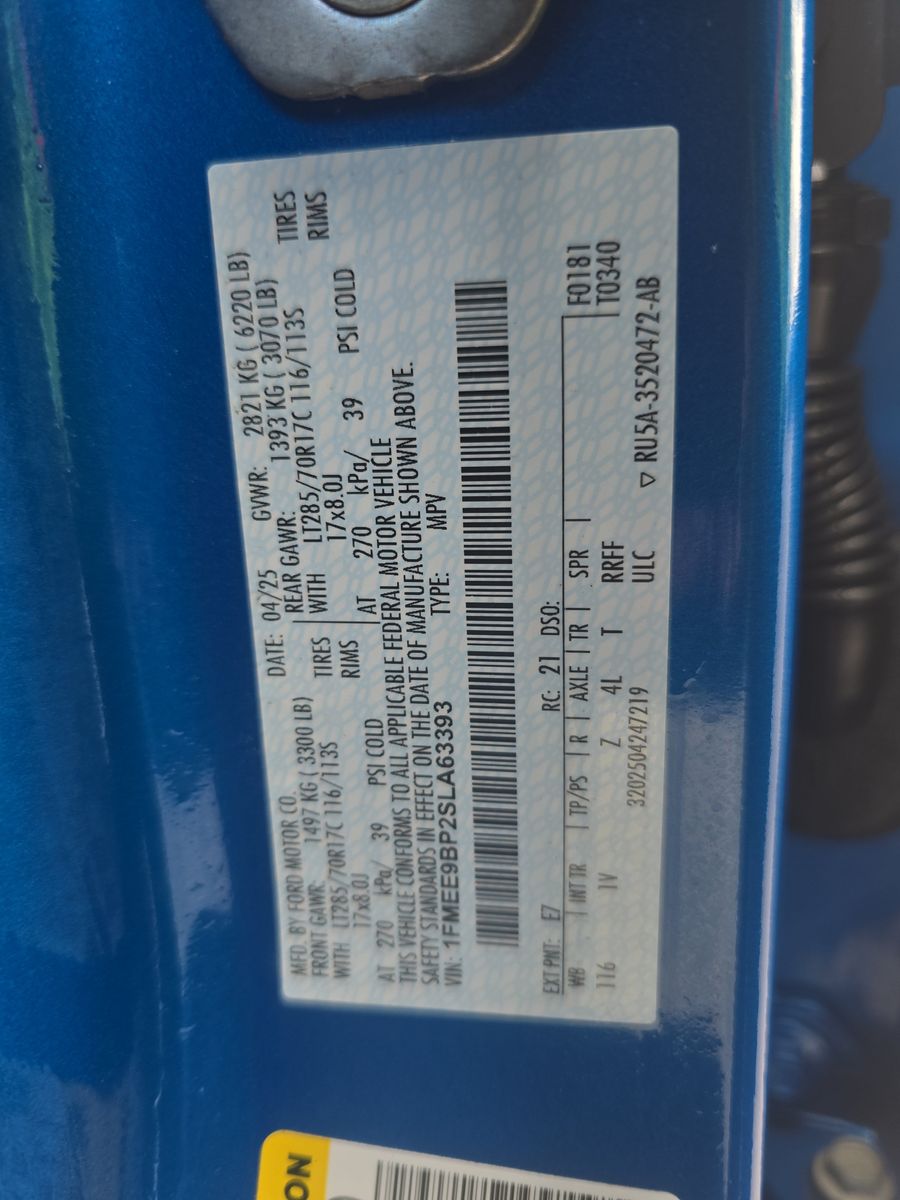 MFD. BY FORD MOTOR CO.
DATE: 04/25 GVWR: 2821 KG ( 6220 LB)
FRONT GAWR: 1497 KG ( 3300 LB)
REAR GAWR: 1393 KG ( 3070 LB)
WITH LT285/70R17C 116/113S TIRES
WITH LT285/70R17C 116/113S TIRES
17x8.0J RIMS
17x8.0J RIMS
AT 270 kPa/ 39 PSI COLD
AT 270 kPa/ 39 PSI COLD
THIS VEHICLE CONFORMS TO ALL APPLICABLE FEDERAL MOTOR VEHICLE
SAFETY STANDARDS IN EFFECT ON THE DATE OF MANUFACTURE SHOWN ABOVE.
VIN: 1FMEE9BP2SLA63393 TYPE: MPV
EXT PNT: E7 RC: 21 DSO: F0181
WB INT TR TP/PS R AXLE TR SPR T0340
116 IV Z 4L T RRFF
3202504247219 ULC ▽ RU5A-3520472-AB
ON